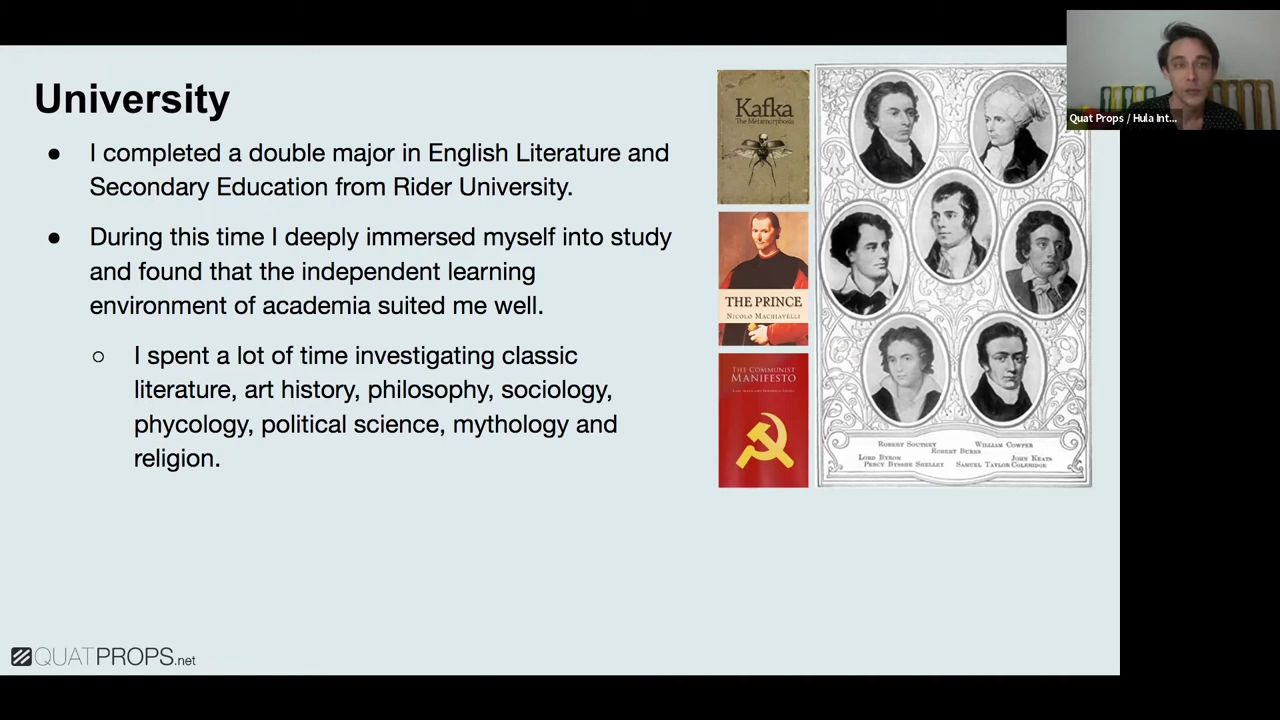 University
● I completed a double major in English Literature and
Secondary Education from Rider University.
● During this time I deeply immersed myself into study
and found that the independent learning
environment of academia suited me well.
○ I spent a lot of time investigating classic
literature, art history, philosophy, sociology,
phycology, political science, mythology and
religion.
Kafka
The Metamorphosis
THE PRINCE
NICOLO MACHIAVELLI
THE COMMUNIST
MANIFESTO
ROBERT SOUTHEY WILLIAM COWPER
ROBERT BURNS
LORD BYRON JOHN KEATS
PERCY BYSSHE SHELLEY SAMUEL TAYLOR COLERIDGE
Quat Props / Hula Int...
QUATPROPS.net